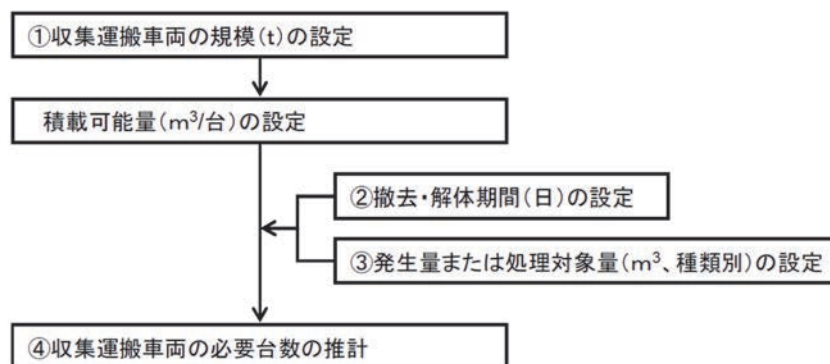 ①収集運搬車両の規模(t)の設定
積載可能量(m³/台)の設定
②撤去・解体期間(日)の設定
③発生量または処理対象量(m³、種類別)の設定
④収集運搬車両の必要台数の推計